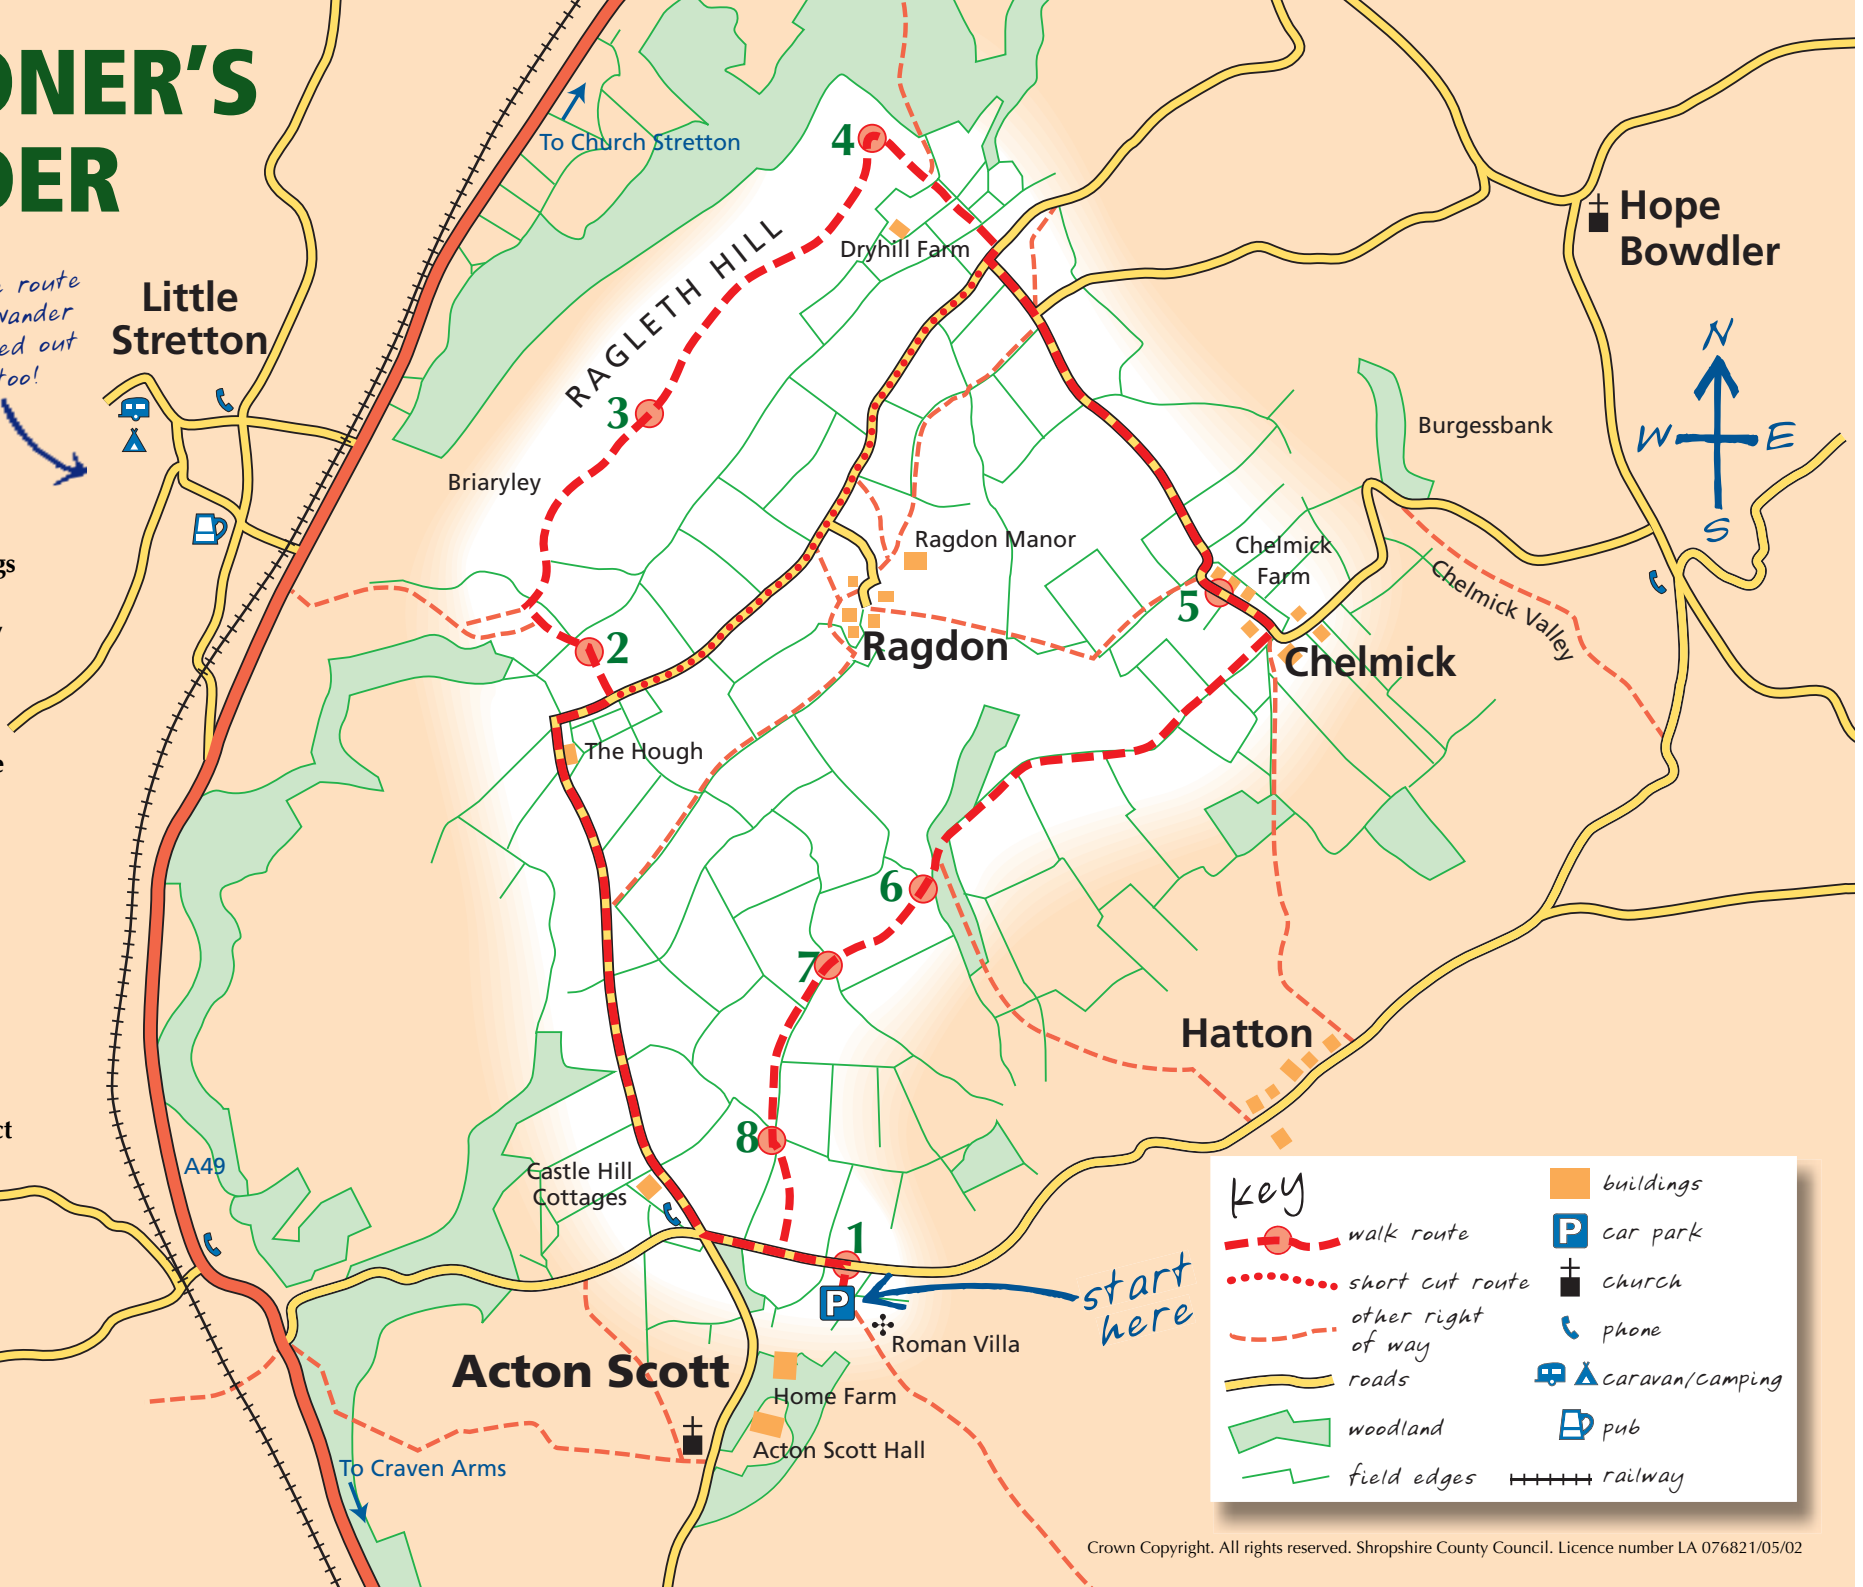 ONER'S
DER
route
Wander
ed out
too!
gs
e
ct
Little
Stretton
To Church Stretton
4
Dryhill Farm
RAGLETH HILL
3
Briaryley
2
The Hough
Ragdon Manor
Ragdon
Hope
Bowdler
N
W E
S
Burgessbank
Chelmick
Farm
5
Chelmick
Chelmick Valley
6
7
8
Hatton
A49
Castle Hill
Cottages
1
P
start
here
Roman Villa
Acton Scott
Home Farm
Acton Scott Hall
To Craven Arms
key
walk route
short cut route
other right
of way
roads
woodland
field edges
buildings
P car park
church
phone
caravan/camping
pub
railway
Crown Copyright. All rights reserved. Shropshire County Council. Licence number LA 076821/05/02